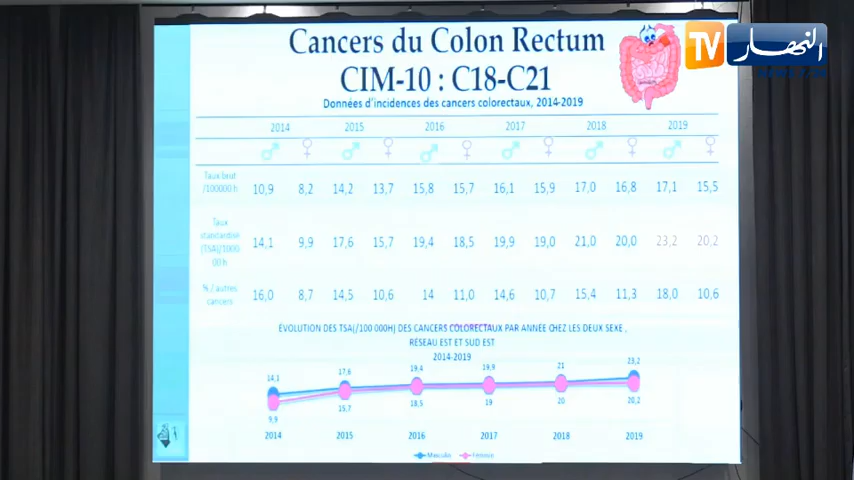 TV النهار
Cancers du Colon Rectum
CIM-10 : C18-C21
Données d'incidences des cancers colorectaux, 2014-2019
2014 2015 2016 2017 2018 2019
♂ ♀ ♂ ♀ ♂ ♀ ♂ ♀ ♂ ♀ ♂ ♀
Taux brut /100000 h 10,9 8,2 14,2 13,7 15,8 15,7 16,1 15,9 17,0 16,8 17,1 15,5
Taux standardisé (TSA)/100000h 14,1 9,9 17,6 15,7 19,4 18,5 19,9 19,0 21,0 20,0 23,2 20,2
% / autres cancers 16,0 8,7 14,5 10,6 14 11,0 14,6 10,7 15,4 11,3 18,0 10,6
ÉVOLUTION DES TSA(/100 000H) DES CANCERS COLORECTAUX PAR ANNEE CHEZ LES DEUX SEXE ,
RÉSEAU EST ET SUD EST
2014-2019
14,1 17,6 19,4 19,9 21 23,2
9,9 15,7 18,5 19 20 20,2
2014 2015 2016 2017 2018 2019
Masculin Féminin